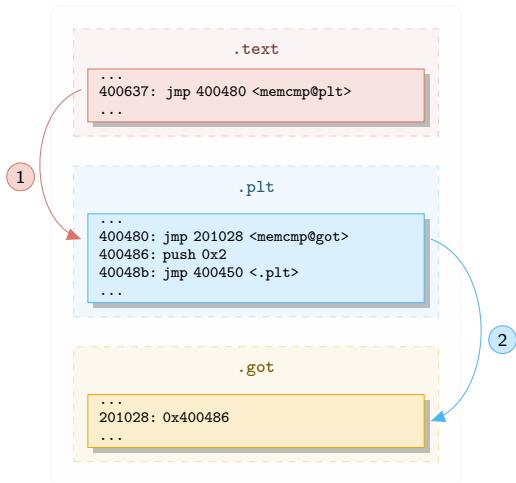 .text
...
400637: jmp 400480 <memcmp@plt>
...
1
.plt
...
400480: jmp 201028 <memcmp@got>
400486: push 0x2
40048b: jmp 400450 <.plt>
...
2
.got
...
201028: 0x400486
...